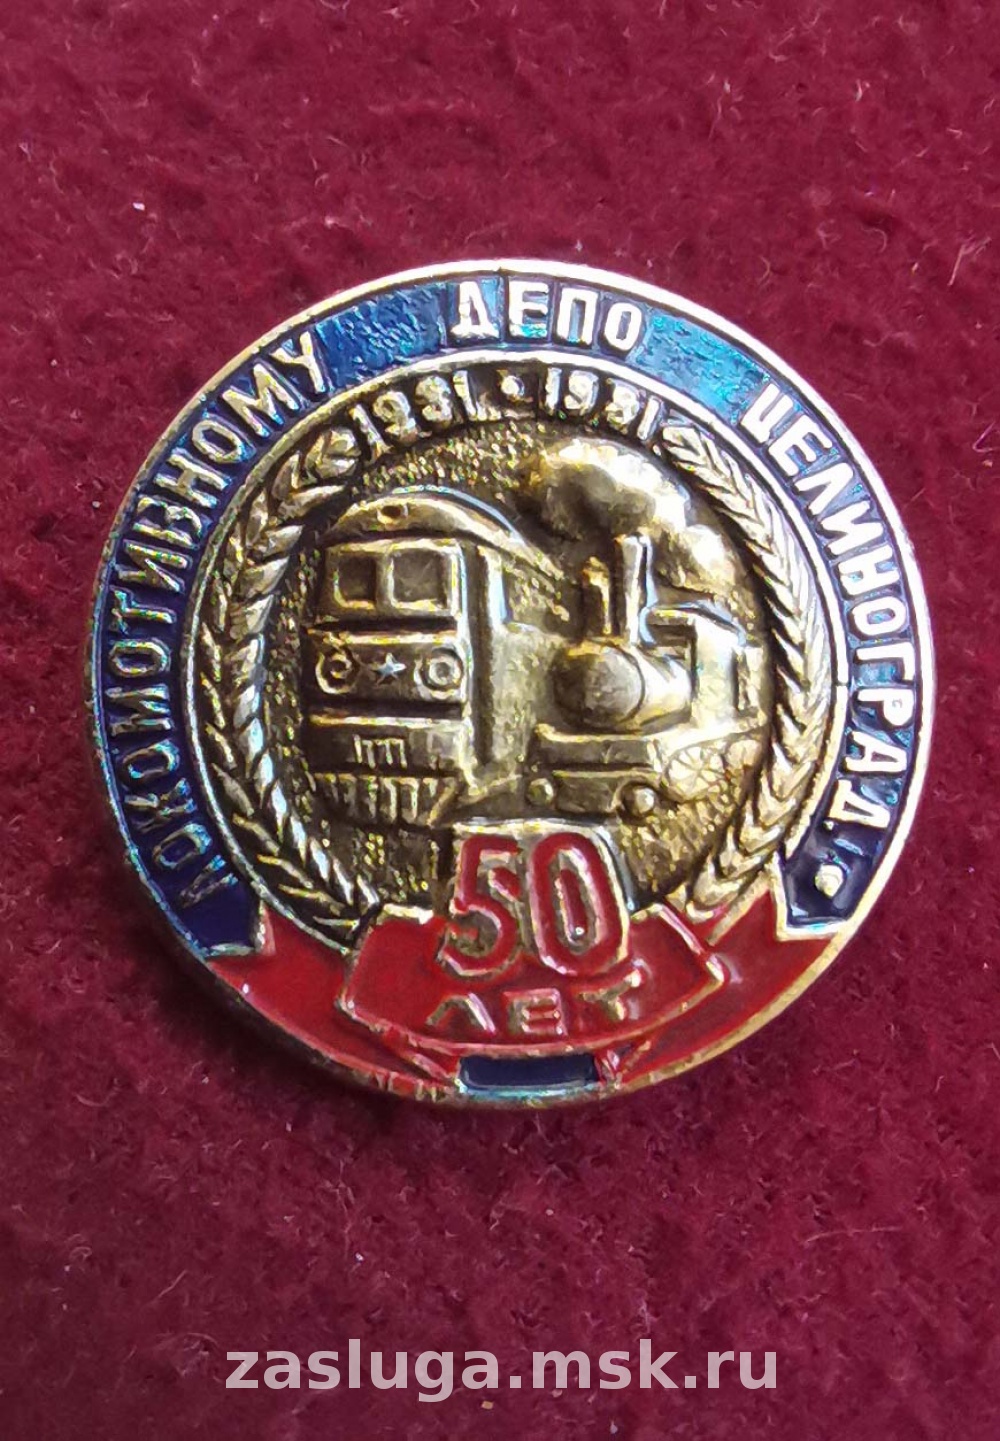 ЛОКОМОТИВНОМУ ДЕПО ЦЕЛИНОГРАД.
1931 • 1981
50
ЛЕТ
zasluga.msk.ru